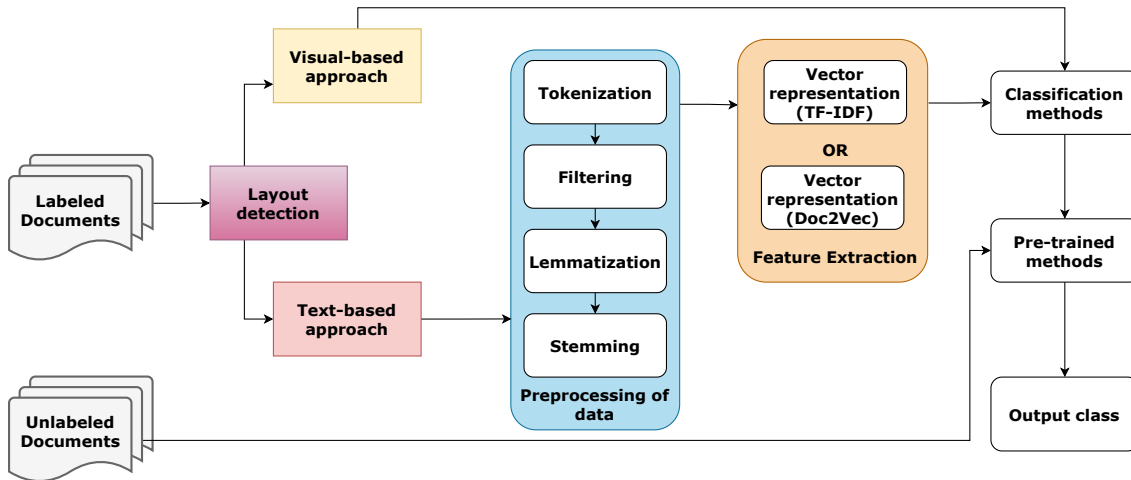 Visual-based
approach
Labeled
Documents
Layout
detection
Text-based
approach
Tokenization
Filtering
Lemmatization
Stemming
Preprocessing of
data
Vector
representation
(TF-IDF)
OR
Vector
representation
(Doc2Vec)
Feature Extraction
Classification
methods
Pre-trained
methods
Output class
Unlabeled
Documents